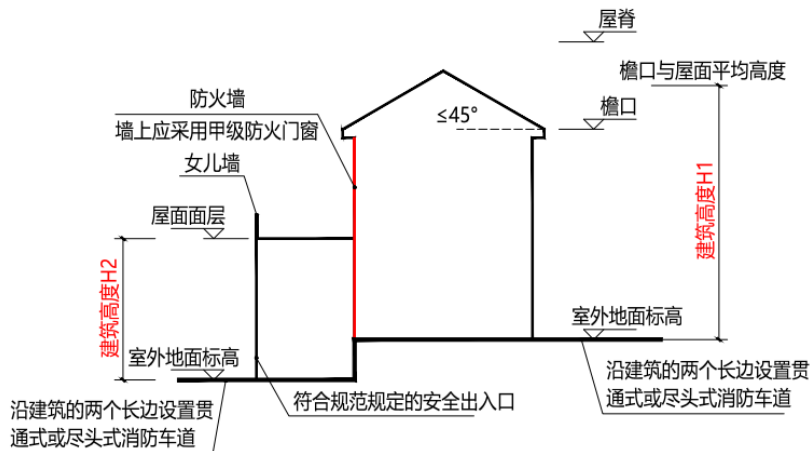 屋脊
檐口与屋面平均高度
防火墙
墙上应采用甲级防火门窗
≤45°
檐口
女儿墙
屋面面层
建筑高度H1
建筑高度H2
室外地面标高
室外地面标高
沿建筑的两个长边设置贯
通式或尽头式消防车道
符合规范规定的安全出入口
沿建筑的两个长边设置贯
通式或尽头式消防车道